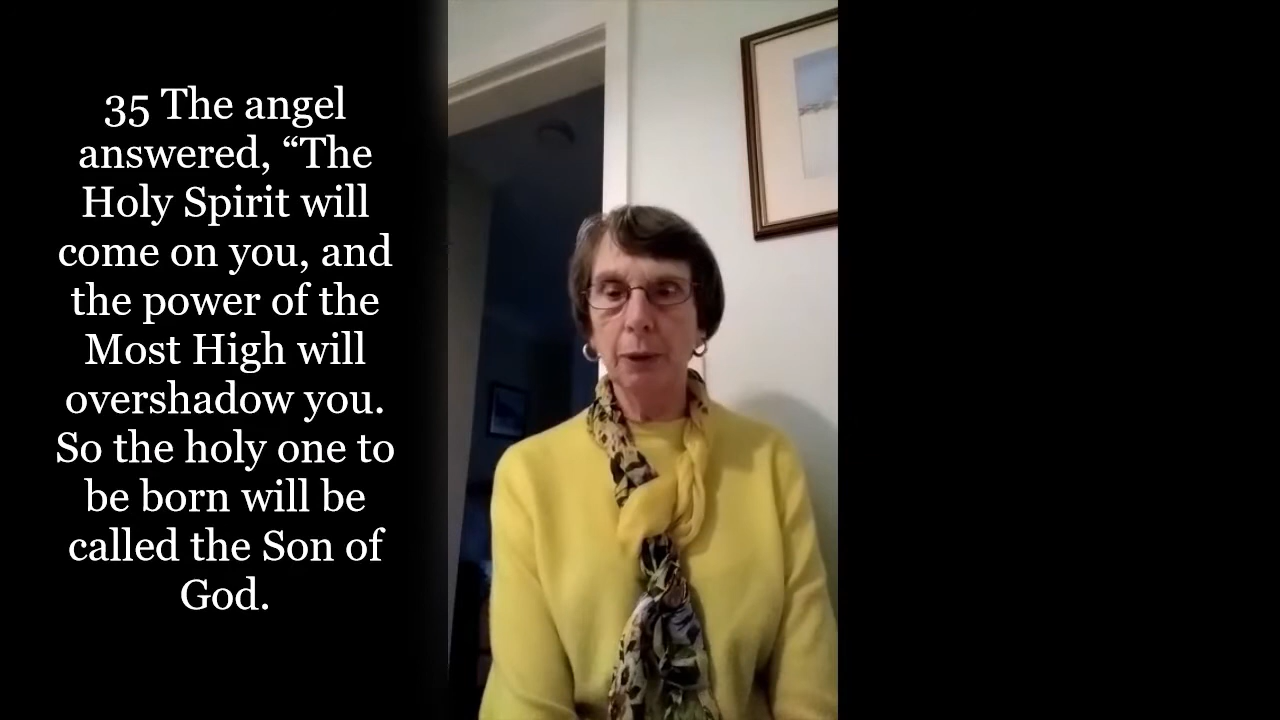 35 The angel
answered, “The
Holy Spirit will
come on you, and
the power of the
Most High will
overshadow you.
So the holy one to
be born will be
called the Son of
God.